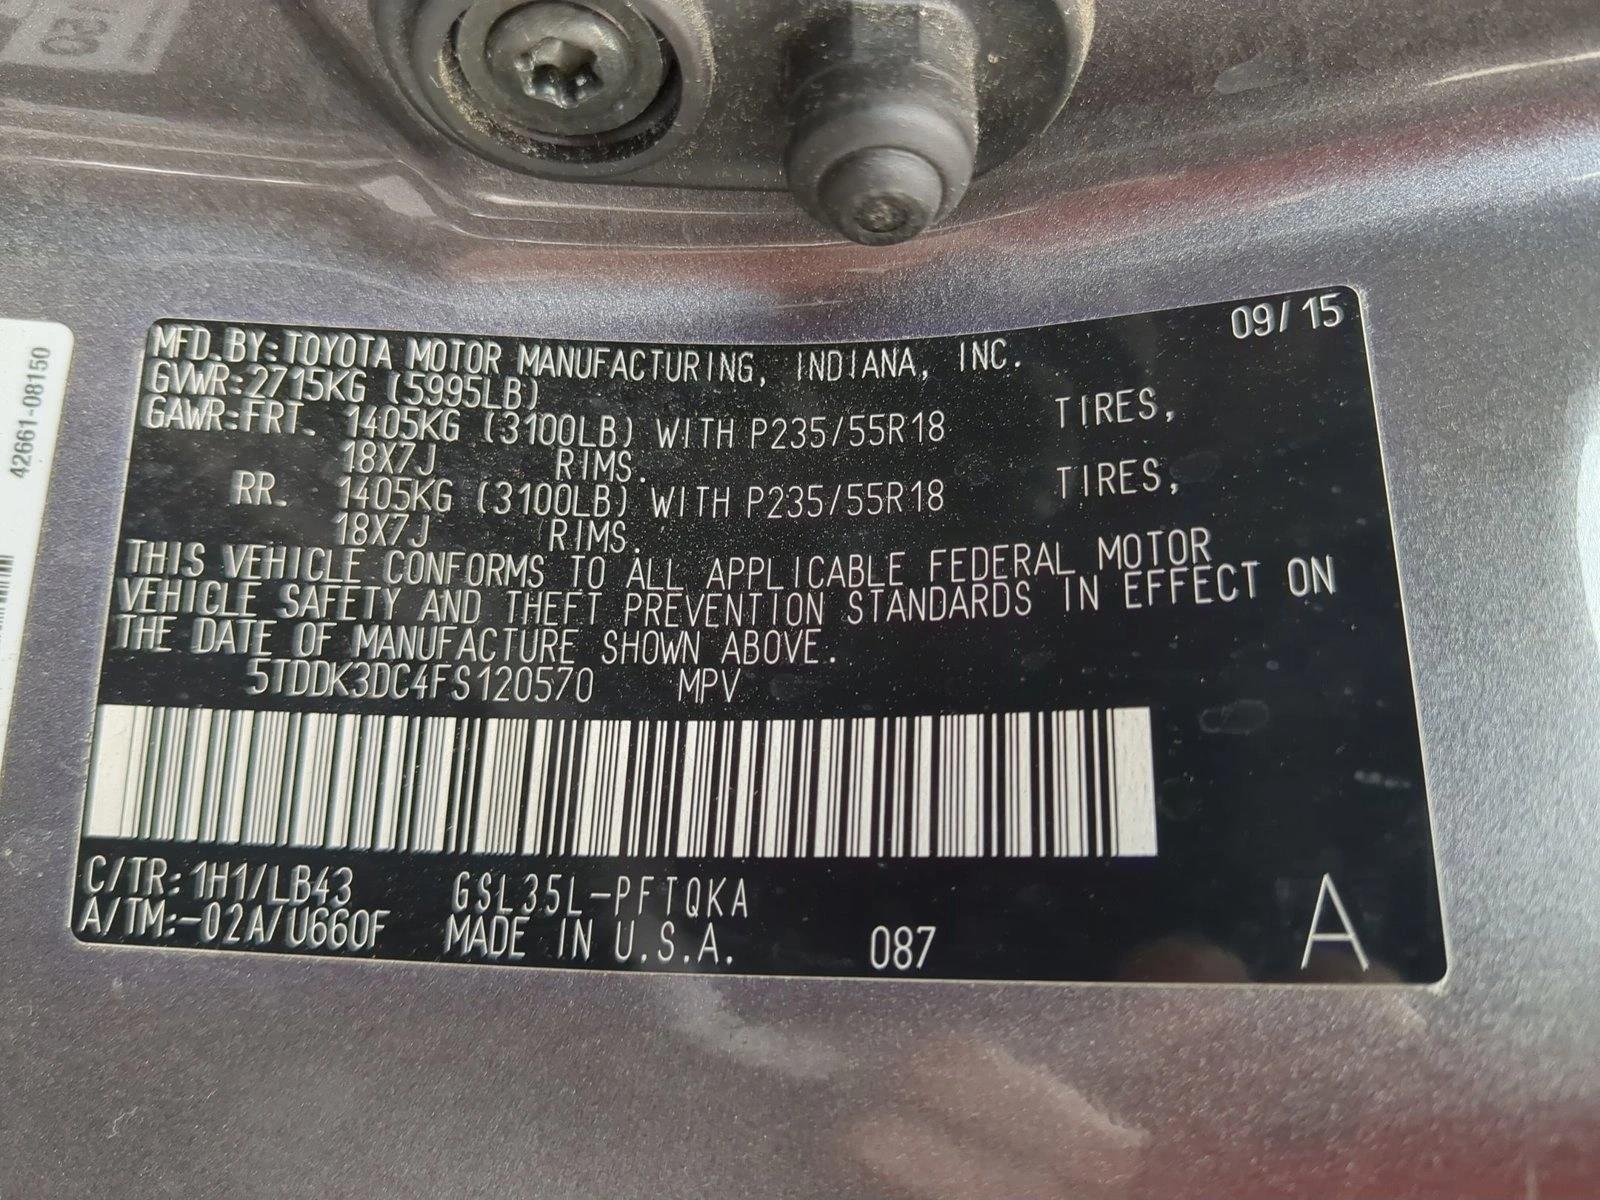 09/15
MFD.BY:TOYOTA MOTOR MANUFACTURING, INDIANA, INC.
GVWR:2715KG (5995LB)
GAWR:FRT. 1405KG (3100LB) WITH P235/55R18 TIRES,
18X7J RIMS.
RR. 1405KG (3100LB) WITH P235/55R18 TIRES,
18X7J RIMS.
THIS VEHICLE CONFORMS TO ALL APPLICABLE FEDERAL MOTOR
VEHICLE SAFETY AND THEFT PREVENTION STANDARDS IN EFFECT ON
THE DATE OF MANUFACTURE SHOWN ABOVE.
5TDDK3DC4FS120570 MPV
C/TR:1H1/LB43 GSL35L-PFTQKA
A/TM:-02A/U660F MADE IN U.S.A. 087 A
42661-08150